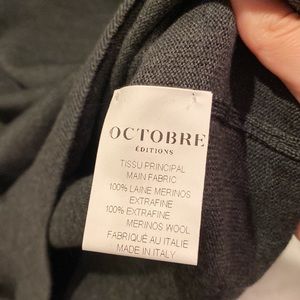 OCTOBRE
ÉDITIONS
TISSU PRINCIPAL
MAIN FABRIC
100% LAINE MERINOS
EXTRAFINE
100% EXTRAFINE
MERINOS WOOL
FABRIQUÉ AU ITALIE
MADE IN ITALY